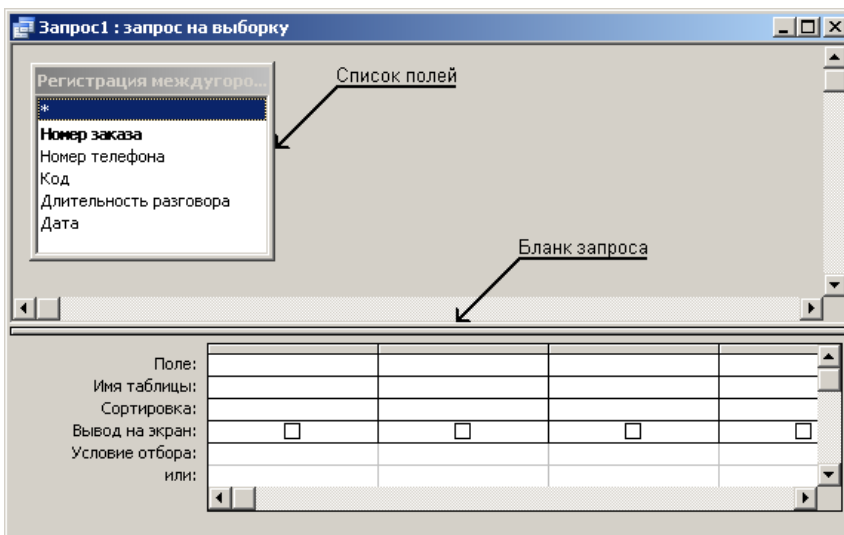 Запрос1 : запрос на выборку
Регистрация междугоро...
Список полей
*
Номер заказа
Номер телефона
Код
Длительность разговора
Дата
Бланк запроса
Поле:
Имя таблицы:
Сортировка:
Вывод на экран:
Условие отбора:
или: